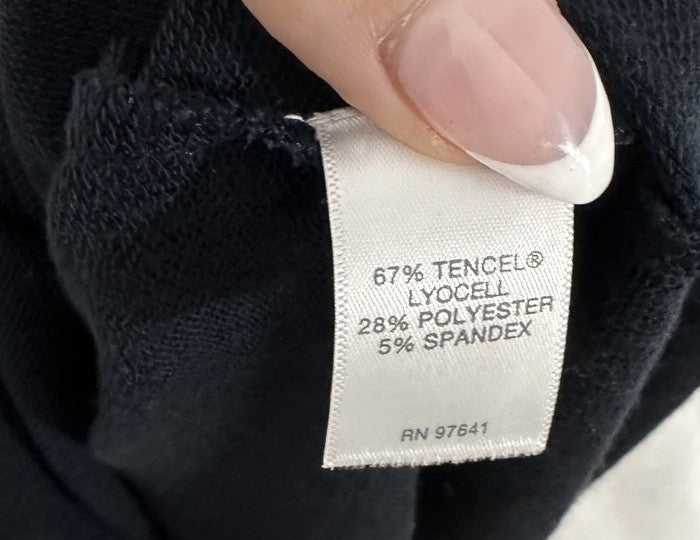 67% TENCEL®
LYOCELL
28% POLYESTER
5% SPANDEX
RN 97641